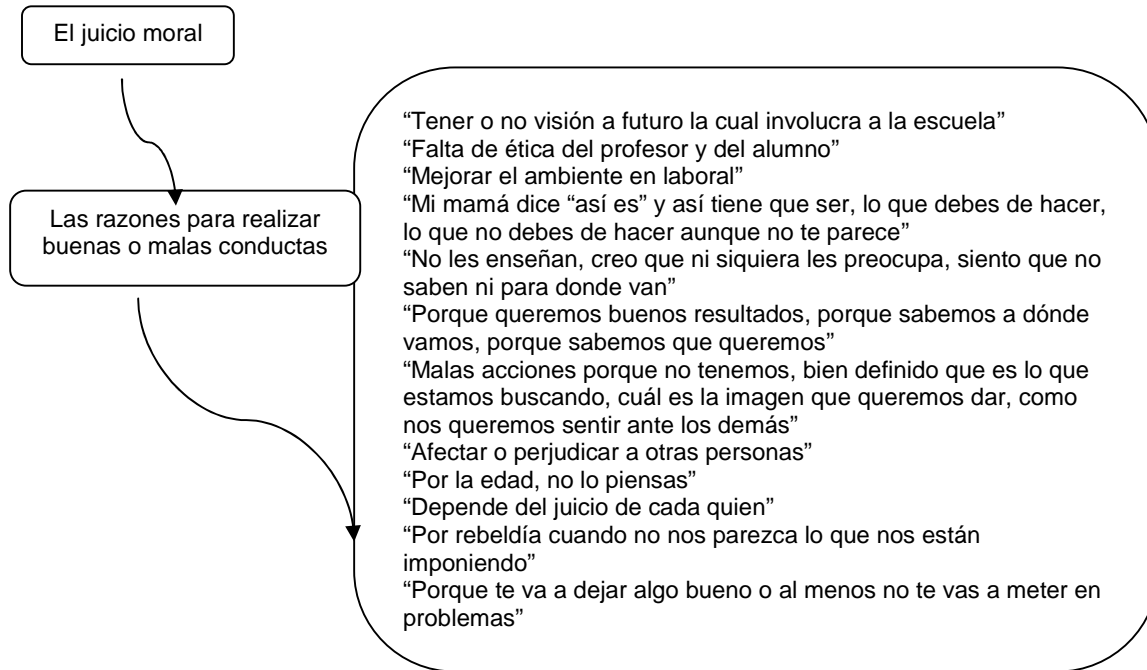 El juicio moral
Las razones para realizar
buenas o malas conductas
“Tener o no visión a futuro la cual involucra a la escuela”
“Falta de ética del profesor y del alumno”
“Mejorar el ambiente en laboral”
“Mi mamá dice “así es” y así tiene que ser, lo que debes de hacer,
lo que no debes de hacer aunque no te parece”
“No les enseñan, creo que ni siquiera les preocupa, siento que no
saben ni para donde van”
“Porque queremos buenos resultados, porque sabemos a dónde
vamos, porque sabemos que queremos”
“Malas acciones porque no tenemos, bien definido que es lo que
estamos buscando, cuál es la imagen que queremos dar, como
nos queremos sentir ante los demás”
“Afectar o perjudicar a otras personas”
“Por la edad, no lo piensas”
“Depende del juicio de cada quien”
“Por rebeldía cuando no nos parezca lo que nos están
imponiendo”
“Porque te va a dejar algo bueno o al menos no te vas a meter en
problemas”